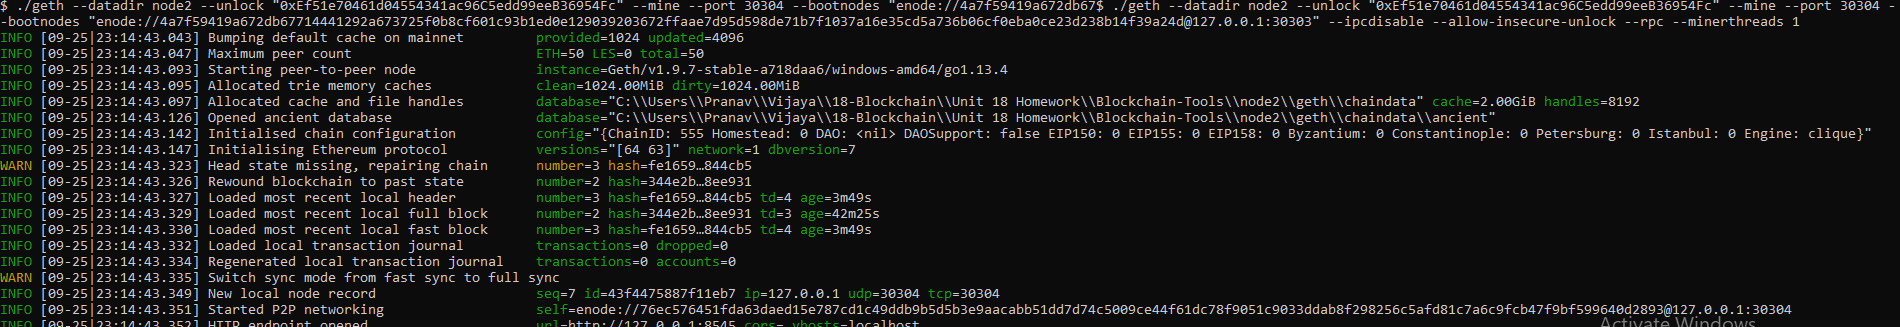 $ ./geth --datadir node2 --unlock "0xEf51e70461d04554341ac96C5edd99eeB36954Fc" --mine --port 30304 --bootnodes "enode://4a7f59419a672db67$ ./geth --datadir node2 --unlock "0xEf51e70461d04554341ac96C5edd99eeB36954Fc" --mine --port 30304 -
-bootnodes "enode://4a7f59419a672db67714441292a673725f0b8cf601c93b1ed0e129039203672ffaae7d95d598de71b7f1037a16e35cd5a736b06cf0eba0ce23d238b14f39a24d@127.0.0.1:30303" --ipcdisable --allow-insecure-unlock --rpc --minerthreads 1
INFO [09-25|23:14:43.043] Bumping default cache on mainnet provided=1024 updated=4096
INFO [09-25|23:14:43.047] Maximum peer count ETH=50 LES=0 total=50
INFO [09-25|23:14:43.093] Starting peer-to-peer node instance=Geth/v1.9.7-stable-a718daa6/windows-amd64/go1.13.4
INFO [09-25|23:14:43.095] Allocated trie memory caches clean=1024.00MiB dirty=1024.00MiB
INFO [09-25|23:14:43.097] Allocated cache and file handles database="C:\\Users\\Pranav\\Vijaya\\18-Blockchain\\Unit 18 Homework\\Blockchain-Tools\\node2\\geth\\chaindata" cache=2.00GiB handles=8192
INFO [09-25|23:14:43.126] Opened ancient database database="C:\\Users\\Pranav\\Vijaya\\18-Blockchain\\Unit 18 Homework\\Blockchain-Tools\\node2\\geth\\chaindata\\ancient"
INFO [09-25|23:14:43.142] Initialised chain configuration config="{ChainID: 555 Homestead: 0 DAO: <nil> DAOSupport: false EIP150: 0 EIP155: 0 EIP158: 0 Byzantium: 0 Constantinople: 0 Petersburg: 0 Istanbul: 0 Engine: clique}"
INFO [09-25|23:14:43.147] Initialising Ethereum protocol versions="[64 63]" network=1 dbversion=7
WARN [09-25|23:14:43.323] Head state missing, repairing chain number=3 hash=fe1659…844cb5
INFO [09-25|23:14:43.326] Rewound blockchain to past state number=2 hash=344e2b…8ee931
INFO [09-25|23:14:43.327] Loaded most recent local header number=3 hash=fe1659…844cb5 td=4 age=3m49s
INFO [09-25|23:14:43.329] Loaded most recent local full block number=2 hash=344e2b…8ee931 td=3 age=42m25s
INFO [09-25|23:14:43.330] Loaded most recent local fast block number=3 hash=fe1659…844cb5 td=4 age=3m49s
INFO [09-25|23:14:43.332] Loaded local transaction journal transactions=0 dropped=0
INFO [09-25|23:14:43.334] Regenerated local transaction journal transactions=0 accounts=0
WARN [09-25|23:14:43.335] Switch sync mode from fast sync to full sync
INFO [09-25|23:14:43.349] New local node record seq=7 id=43f4475887f11eb7 ip=127.0.0.1 udp=30304 tcp=30304
INFO [09-25|23:14:43.351] Started P2P networking self=enode://76ec576451fda63daed15e787cd1c49ddb9b5d5b3e9aacabb51dd7d74c5009ce44f61dc78f9051c9033ddab8f298256c5afd81c7a6c9fcb47f9bf599640d2893@127.0.0.1:30304
INFO [09-25|23:14:43.352] HTTP endpoint opened url=http://127.0.0.1:8545 cors= vhosts=localhost
Activate Windows